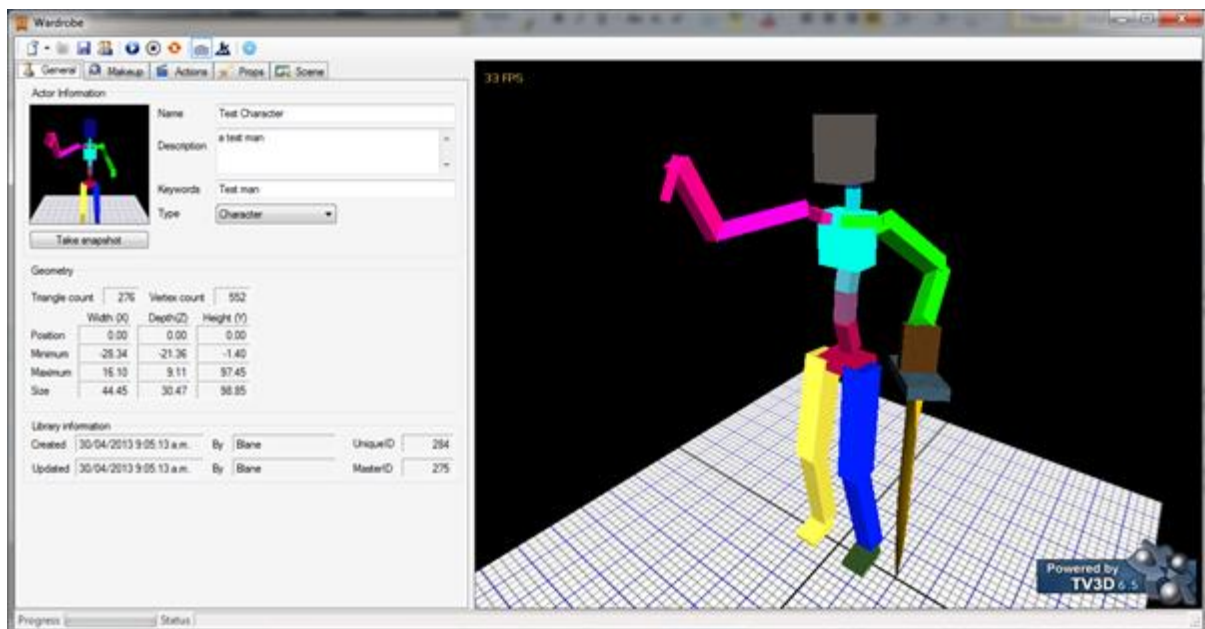 Wardrobe
General Makeup Actions Props Scene
Actor Information
Name Test Character
Description a test man
Keywords Test man
Type Character
Take snapshot
Geometry
Triangle count 276 Vertex count 552
Width (X) Depth(Z) Height (Y)
Position 0.00 0.00 0.00
Minimum -28.34 -21.36 -1.40
Maximum 16.10 9.11 97.45
Size 44.45 30.47 98.85
Library information
Created 30/04/2013 9:05:13 a.m. By Blane UniqueID 284
Updated 30/04/2013 9:05:13 a.m. By Blane MasterID 275
Progress Status
33 FPS
Powered by
TV3D 6.5